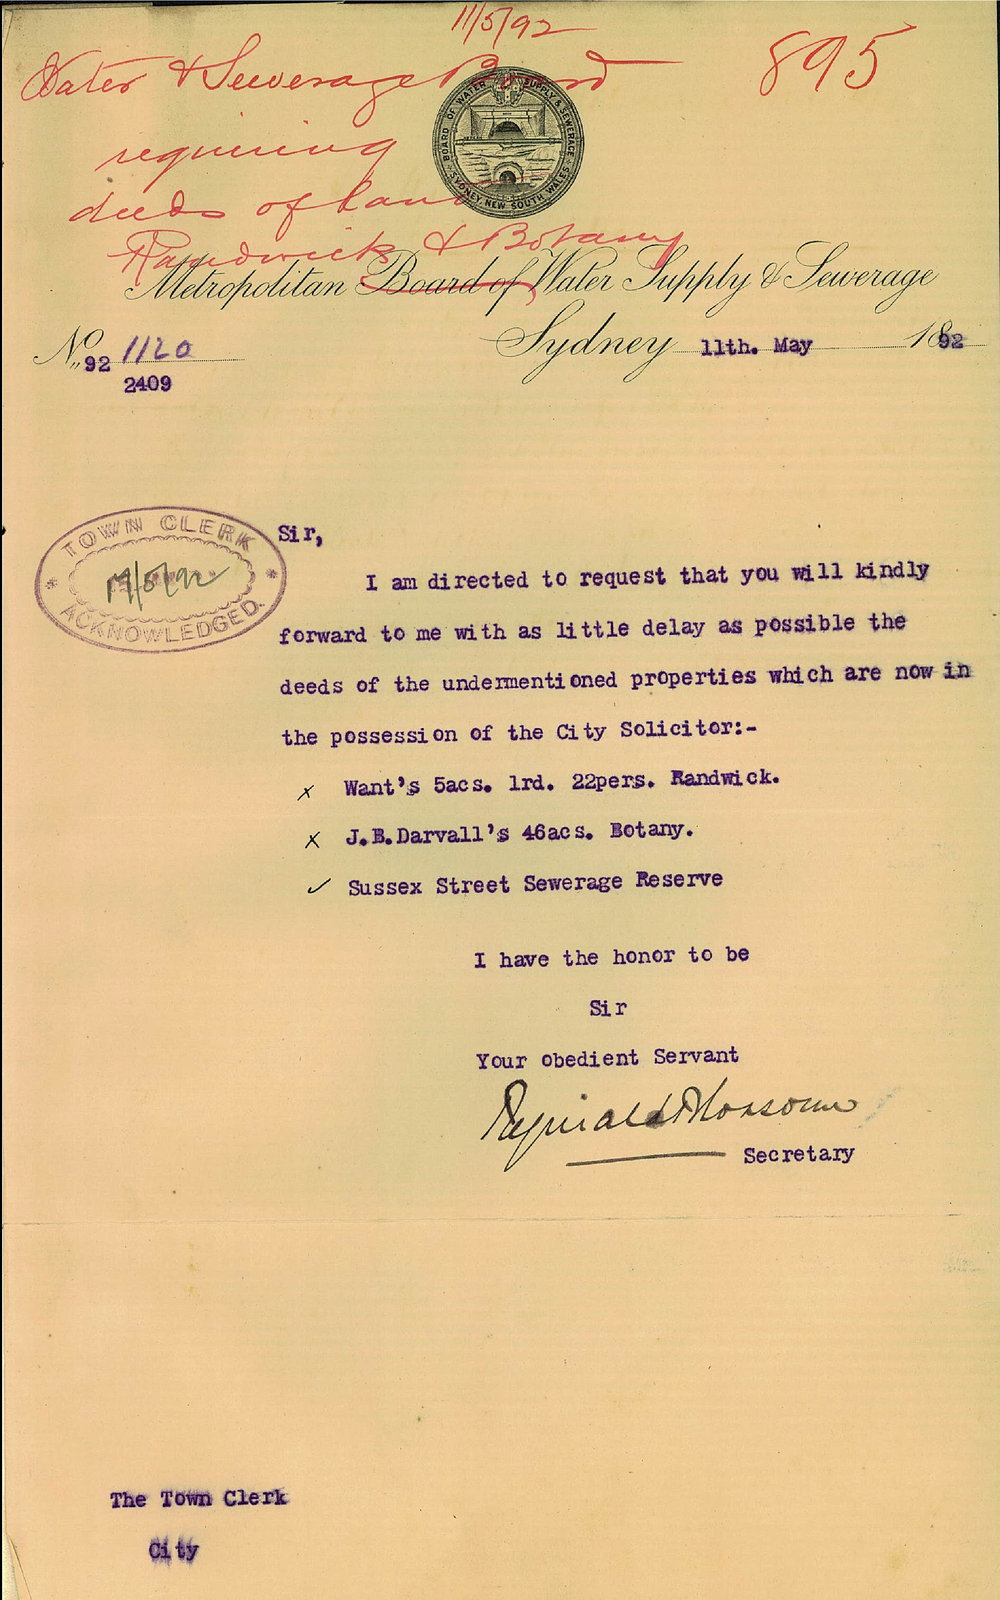 11/5/92
Water & Sewerage Board
895
requiring
deeds of land
Randwick & Botany
BOARD OF WATER SUPPLY & SEWERAGE
SYDNEY, NEW SOUTH WALES
Metropolitan Board of Water Supply & Sewerage
No. 92 1120
2409
Sydney 11th. May 1892
TOWN CLERK
17/5/92
ACKNOWLEDGED.
Sir,
I am directed to request that you will kindly
forward to me with as little delay as possible the
deeds of the undermentioned properties which are now in
the possession of the City Solicitor:-
x Want's 5acs. 1rd. 22pers. Randwick.
x J.B.Darvall's 46acs. Botany.
✓ Sussex Street Sewerage Reserve
I have the honor to be
Sir
Your obedient Servant
Reginald
Secretary
The Town Clerk
City